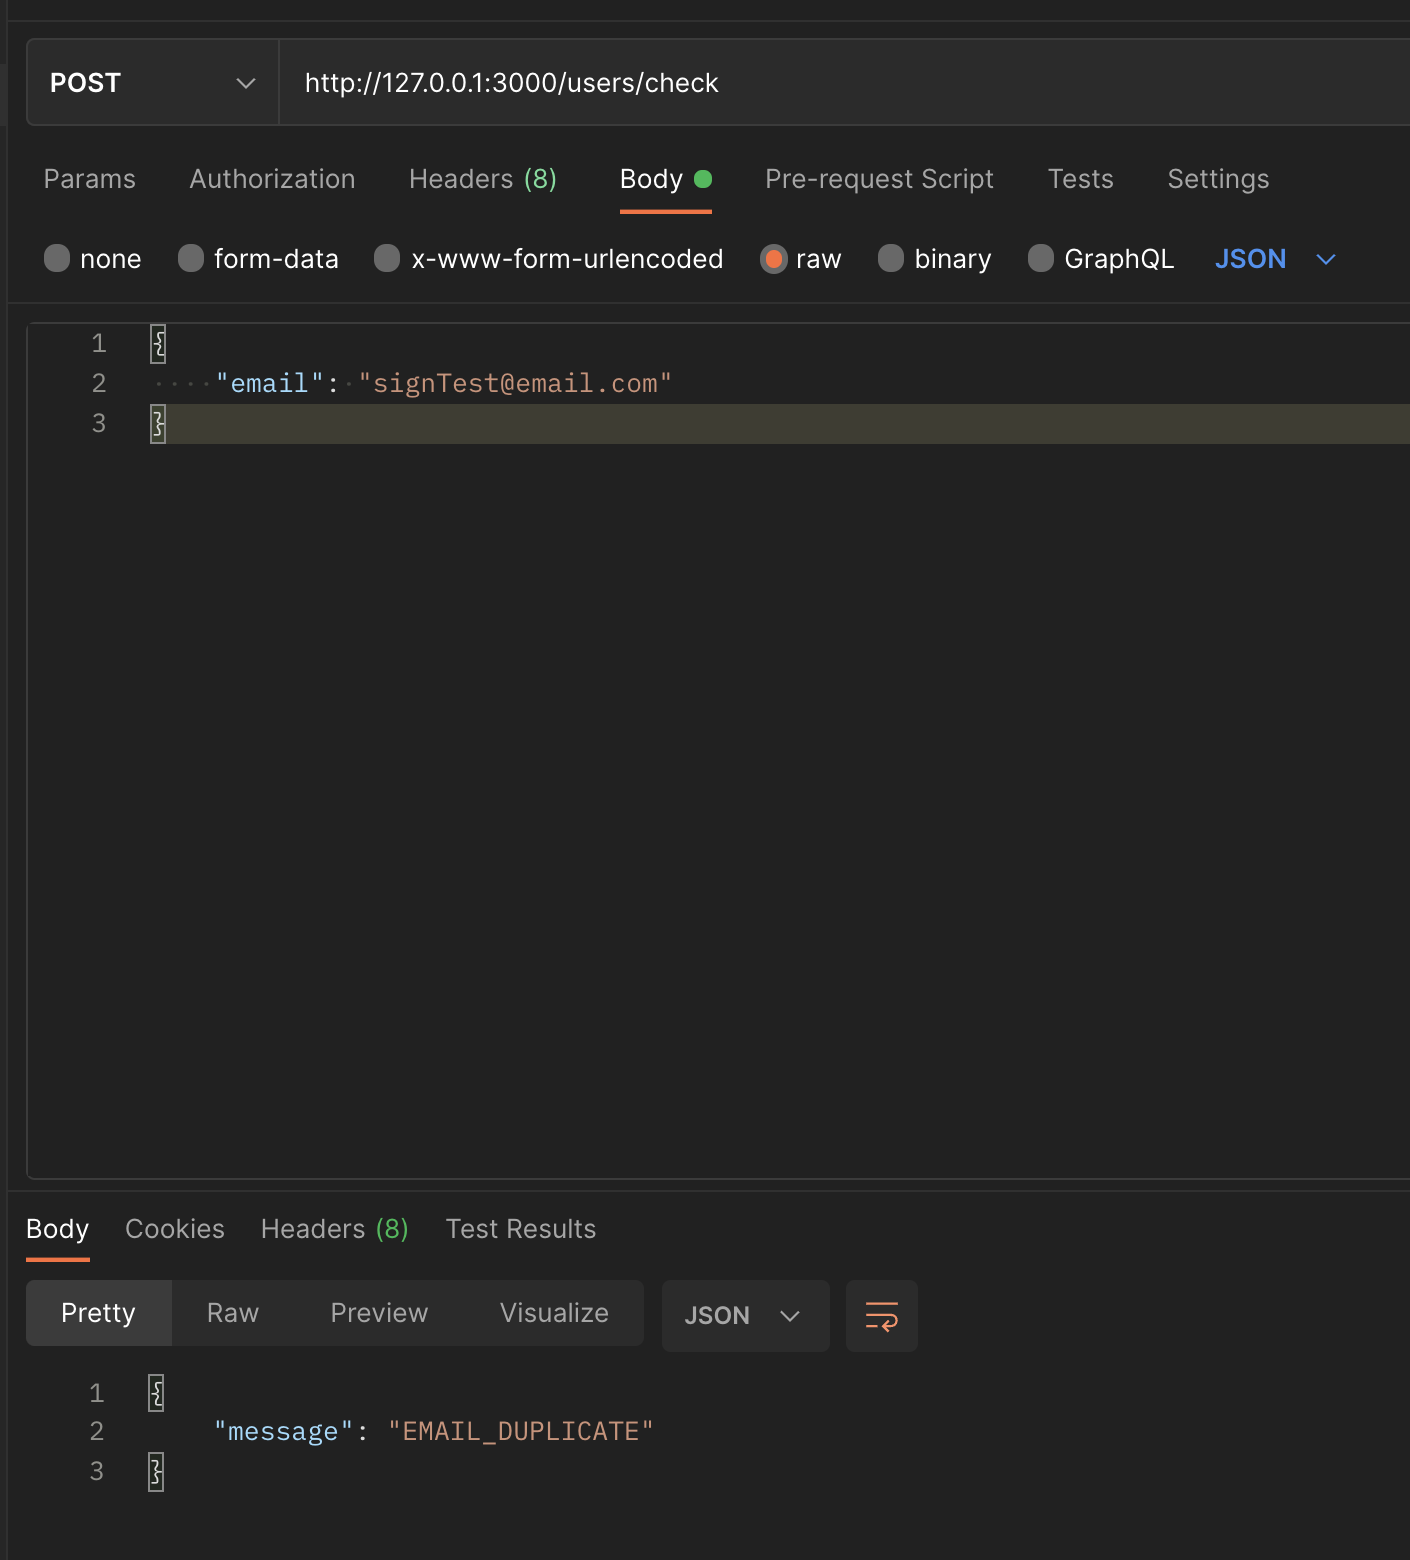 POST http://127.0.0.1:3000/users/check
Params Authorization Headers (8) Body Pre-request Script Tests Settings
none form-data x-www-form-urlencoded raw binary GraphQL JSON
1 {
2 ····"email":·"signTest@email.com"
3 }
Body Cookies Headers (8) Test Results
Pretty Raw Preview Visualize JSON
1 {
2 "message": "EMAIL_DUPLICATE"
3 }